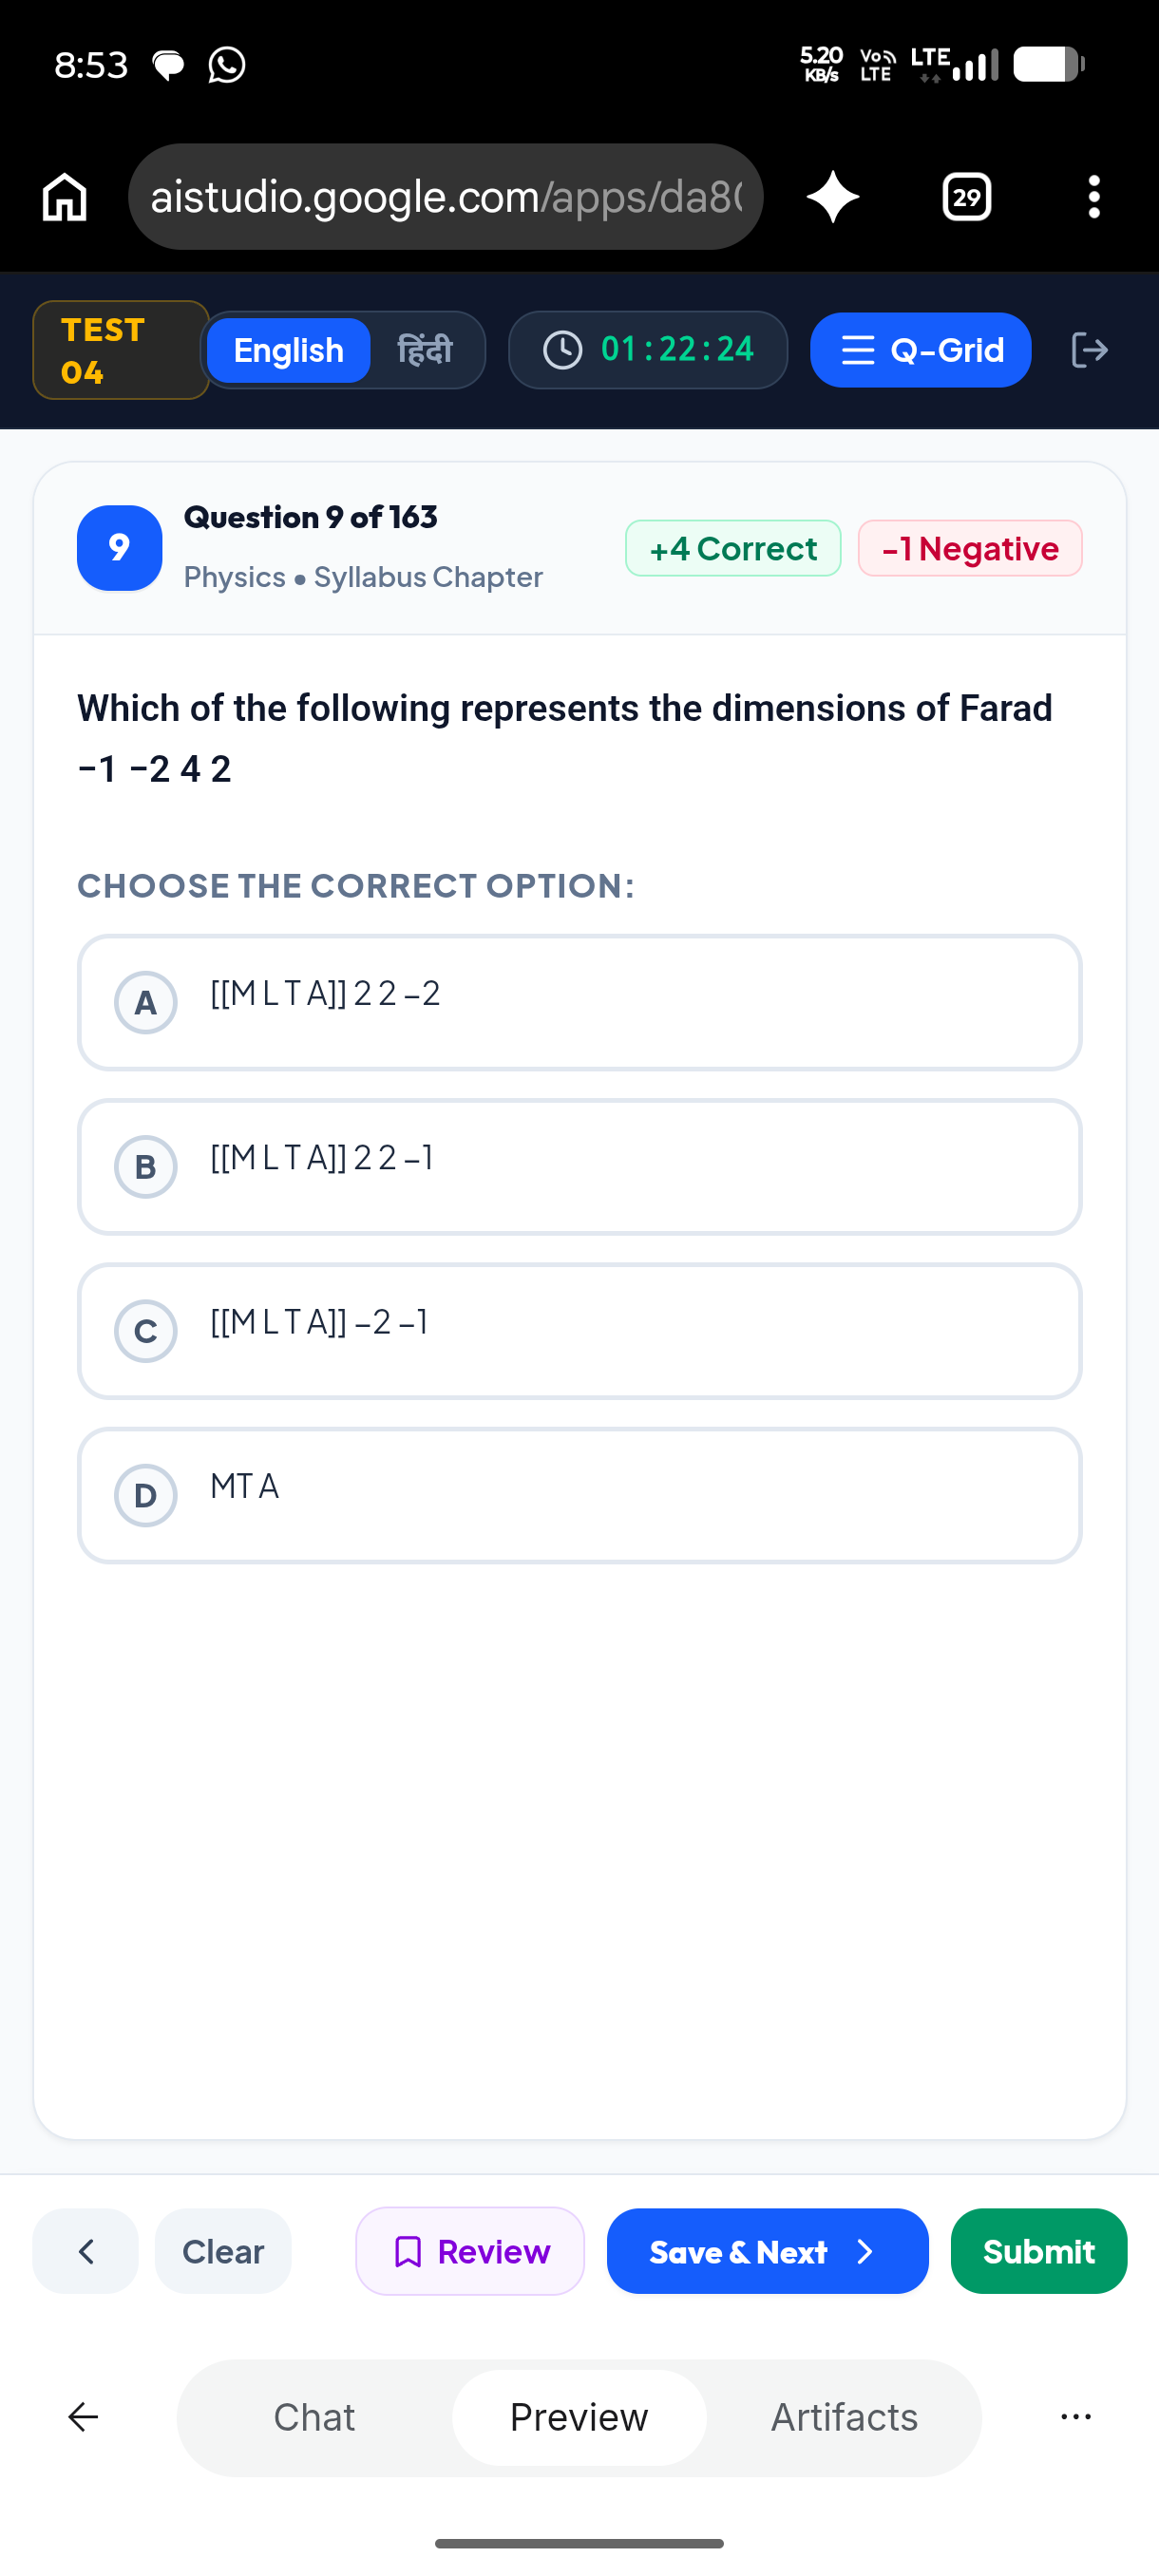 8:53
5.20 KB/s Vo LTE LTE
aistudio.google.com/apps/da8
29
TEST 04
English हिंदी
01:22:24
Q-Grid
9
Question 9 of 163
Physics • Syllabus Chapter
+4 Correct
-1 Negative
Which of the following represents the dimensions of Farad
−1 −2 4 2
CHOOSE THE CORRECT OPTION:
A [[M L T A]] 2 2 −2
B [[M L T A]] 2 2 −1
C [[M L T A]] −2 −1
D MT A
Clear
Review
Save & Next
Submit
Chat Preview Artifacts